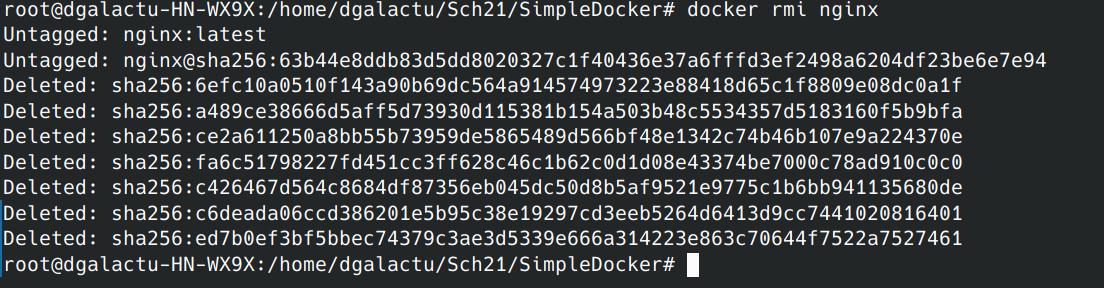 root@dgalactu-HN-WX9X:/home/dgalactu/Sch21/SimpleDocker# docker rmi nginx
Untagged: nginx:latest
Untagged: nginx@sha256:63b44e8ddb83d5dd8020327c1f40436e37a6fffd3ef2498a6204df23be6e7e94
Deleted: sha256:6efc10a0510f143a90b69dc564a914574973223e88418d65c1f8809e08dc0a1f
Deleted: sha256:a489ce38666d5aff5d73930d115381b154a503b48c5534357d5183160f5b9bfa
Deleted: sha256:ce2a611250a8bb55b73959de5865489d566bf48e1342c74b46b107e9a224370e
Deleted: sha256:fa6c51798227fd451cc3ff628c46c1b62c0d1d08e43374be7000c78ad910c0c0
Deleted: sha256:c426467d564c8684df87356eb045dc50d8b5af9521e9775c1b6bb941135680de
Deleted: sha256:c6deada06ccd386201e5b95c38e19297cd3eeb5264d6413d9cc7441020816401
Deleted: sha256:ed7b0ef3bf5bbec74379c3ae3d5339e666a314223e863c70644f7522a7527461
root@dgalactu-HN-WX9X:/home/dgalactu/Sch21/SimpleDocker#